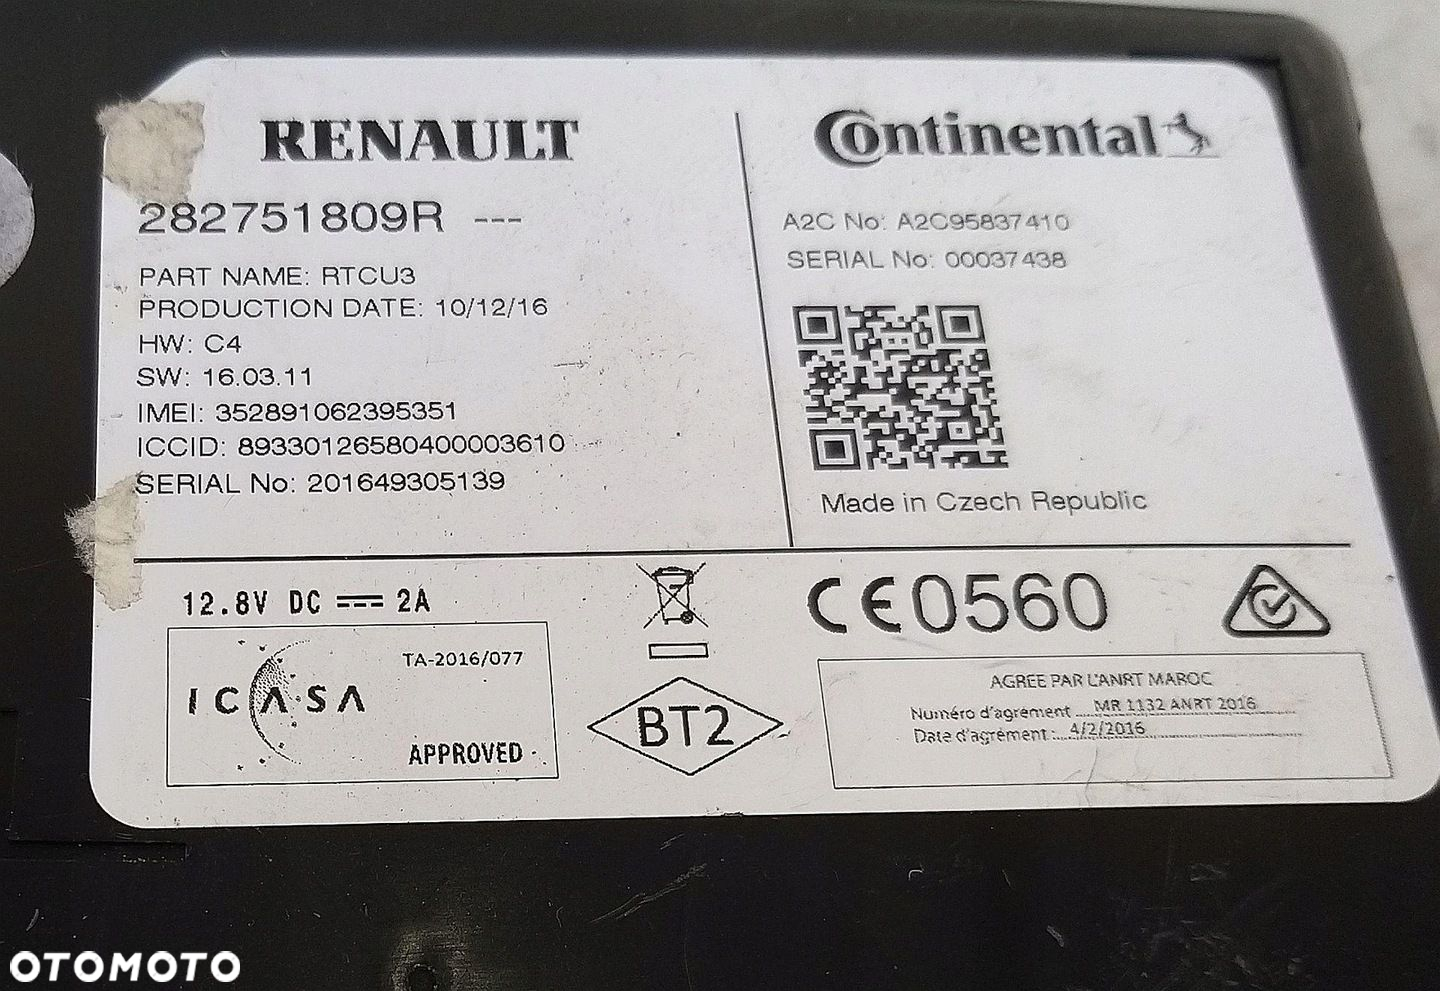 RENAULT
282751809R ---
PART NAME: RTCU3
PRODUCTION DATE: 10/12/16
HW: C4
SW: 16.03.11
IMEI: 352891062395351
ICCID: 89330126580400003610
SERIAL No: 201649305139
Continental
A2C No: A2C95837410
SERIAL No: 00037438
Made in Czech Republic
12.8V DC 2A
TA-2016/077
ICASA
APPROVED
BT2
CE0560
AGREE PAR L'ANRT MAROC
Numéro d'agrément MR 1132 ANRT 2016
Date d'agrément: 4/2/2016
OTOMOTO